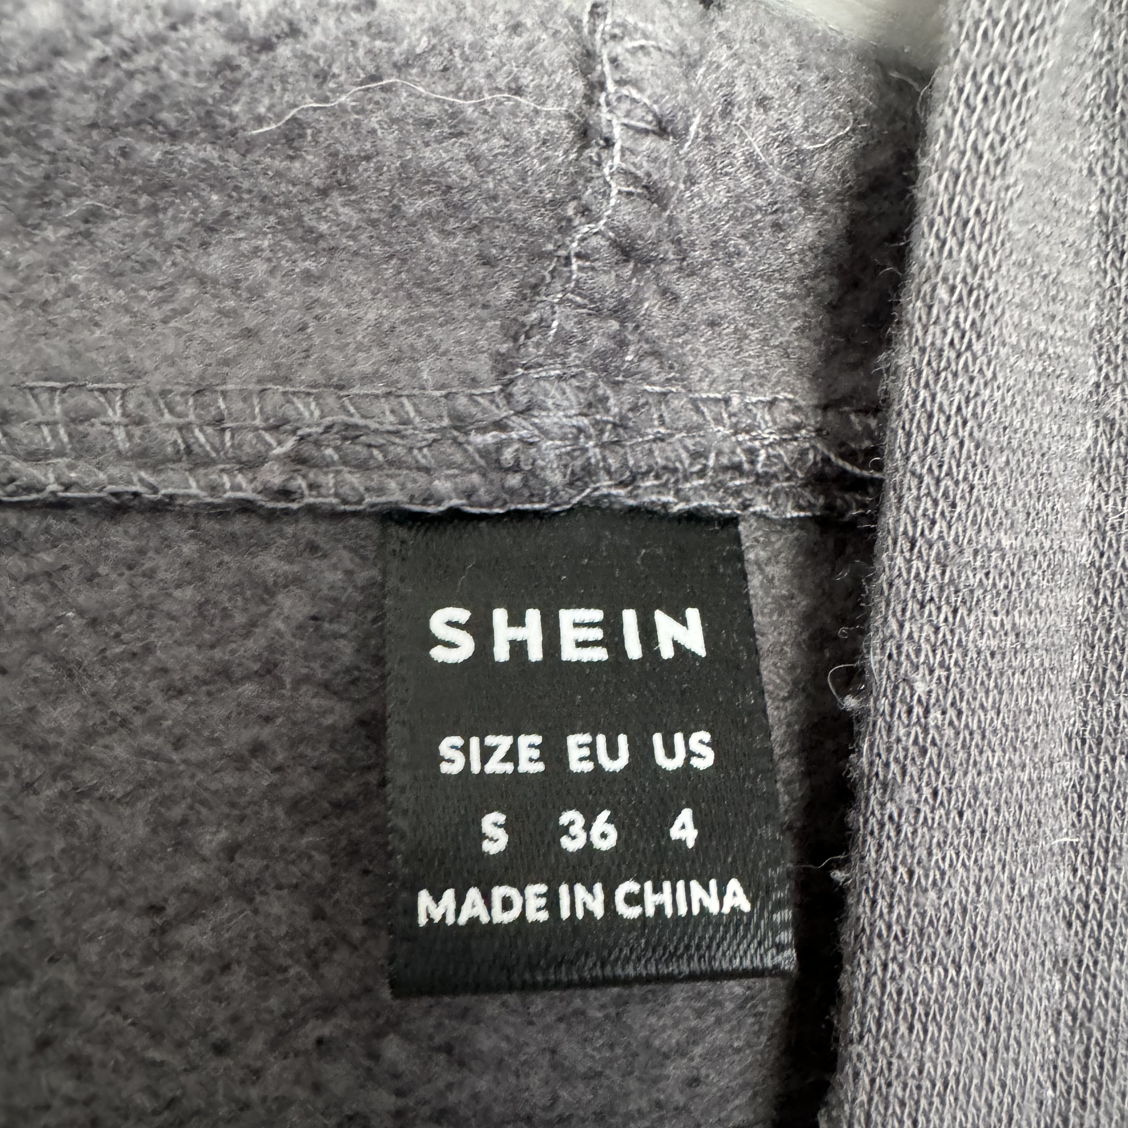 SHEIN
SIZE EU US
S 36 4
MADE IN CHINA